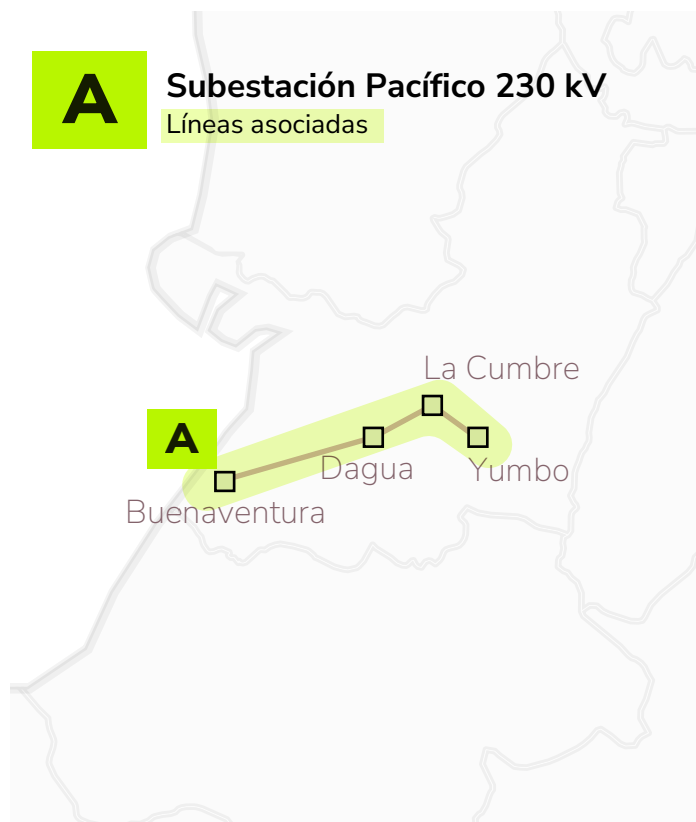 A
Subestación Pacífico 230 kV
Líneas asociadas
La Cumbre
A
Dagua
Yumbo
Buenaventura